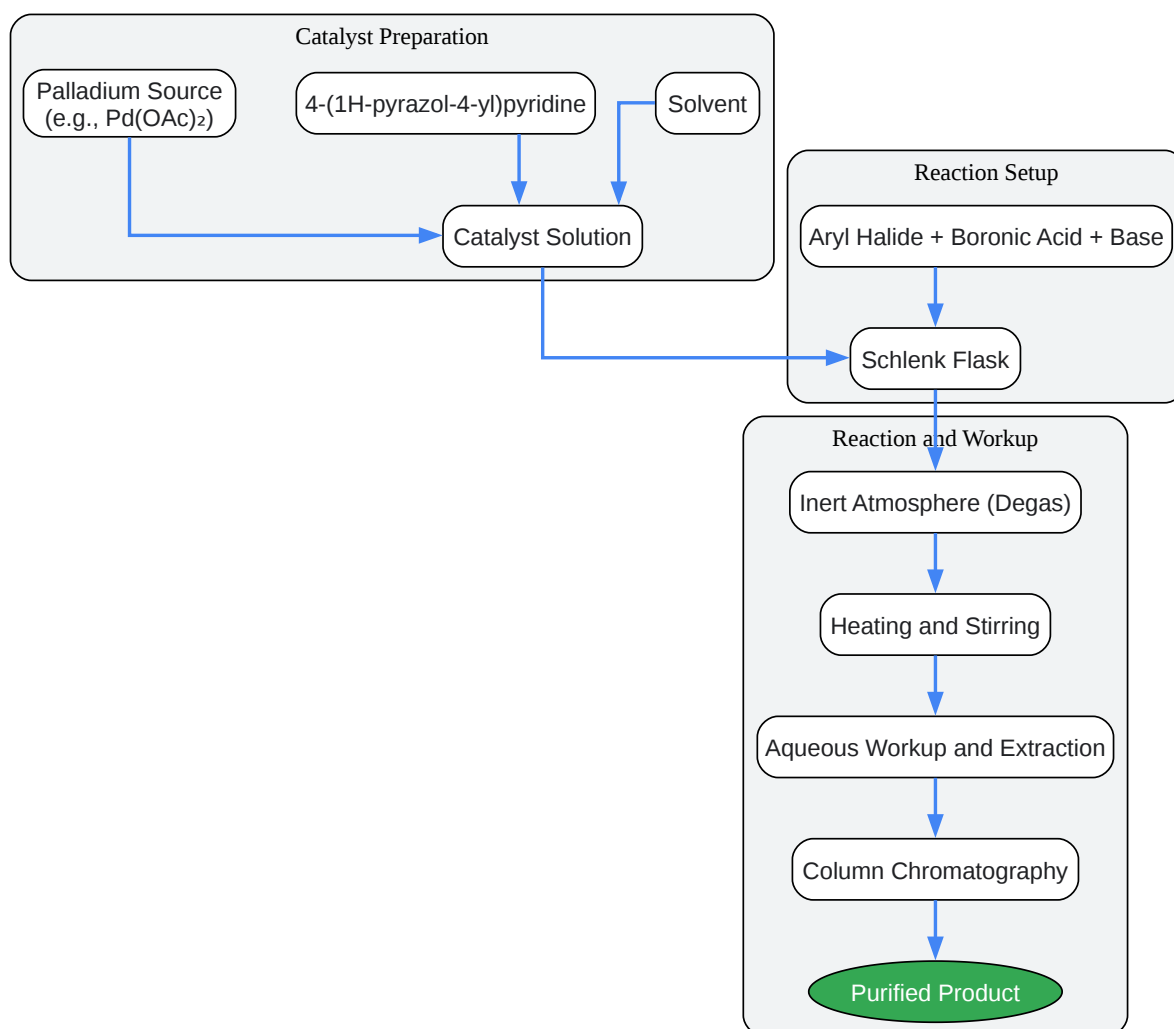 Catalyst Preparation
Palladium Source
(e.g., Pd(OAc)₂)
4-(1H-pyrazol-4-yl)pyridine
Solvent
Catalyst Solution
Reaction Setup
Aryl Halide + Boronic Acid + Base
Schlenk Flask
Reaction and Workup
Inert Atmosphere (Degas)
Heating and Stirring
Aqueous Workup and Extraction
Column Chromatography
Purified Product